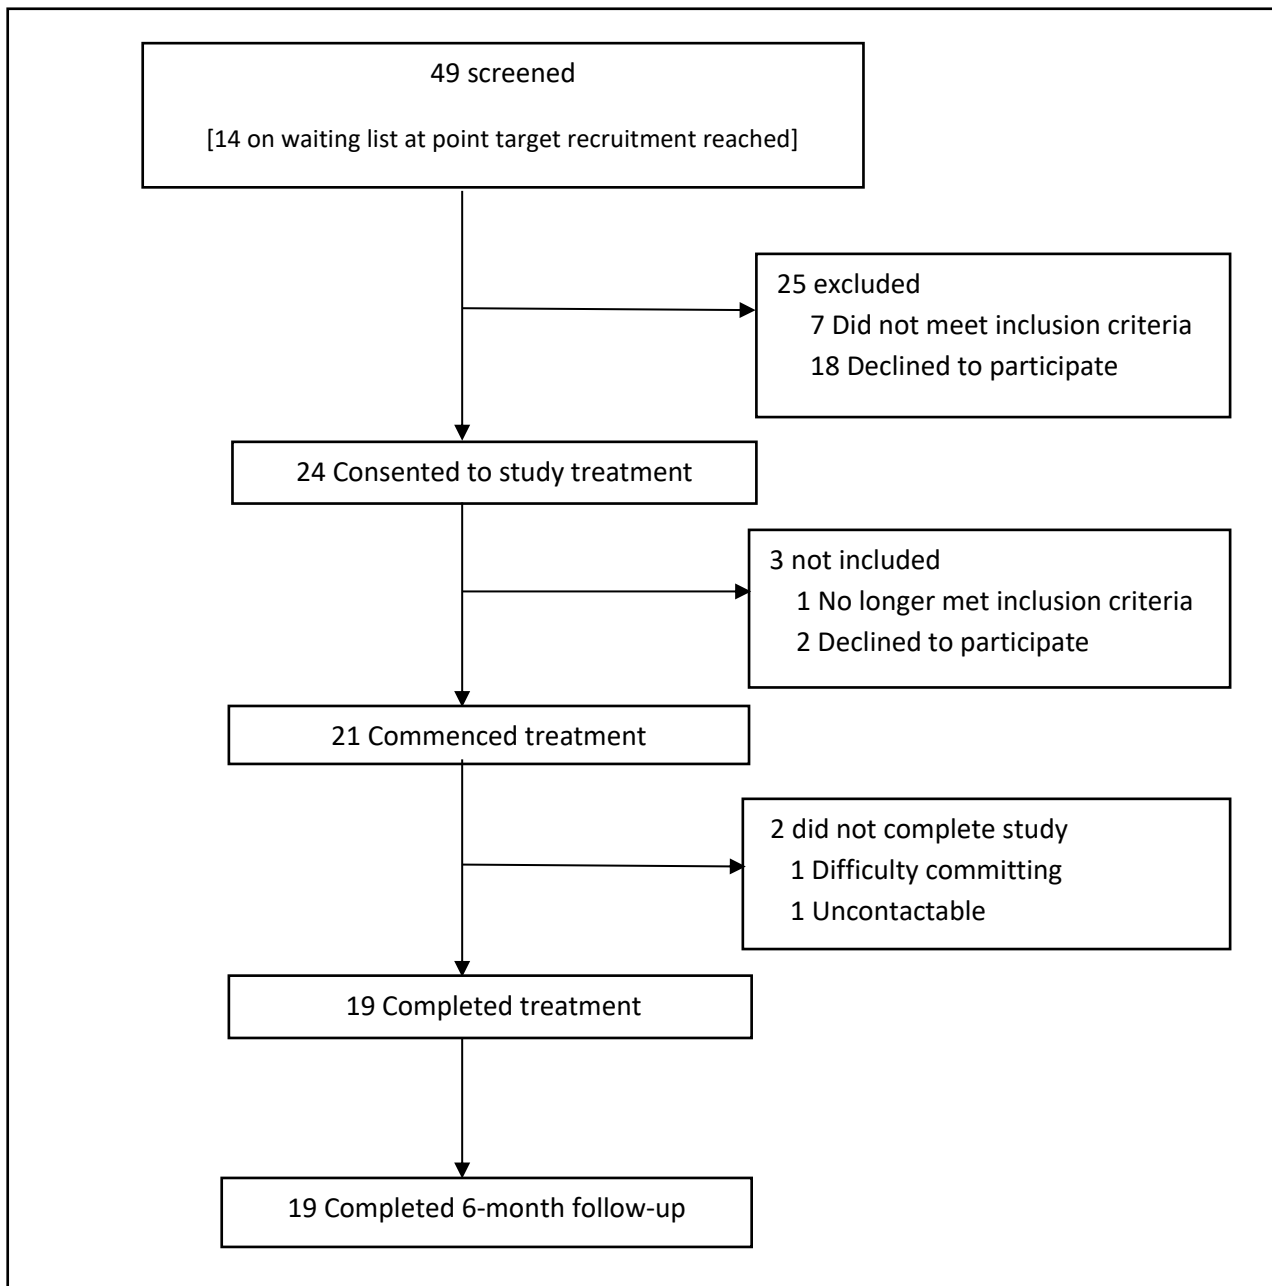 49 screened
[14 on waiting list at point target recruitment reached]
25 excluded
7 Did not meet inclusion criteria
18 Declined to participate
24 Consented to study treatment
3 not included
1 No longer met inclusion criteria
2 Declined to participate
21 Commenced treatment
2 did not complete study
1 Difficulty committing
1 Uncontactable
19 Completed treatment
19 Completed 6-month follow-up